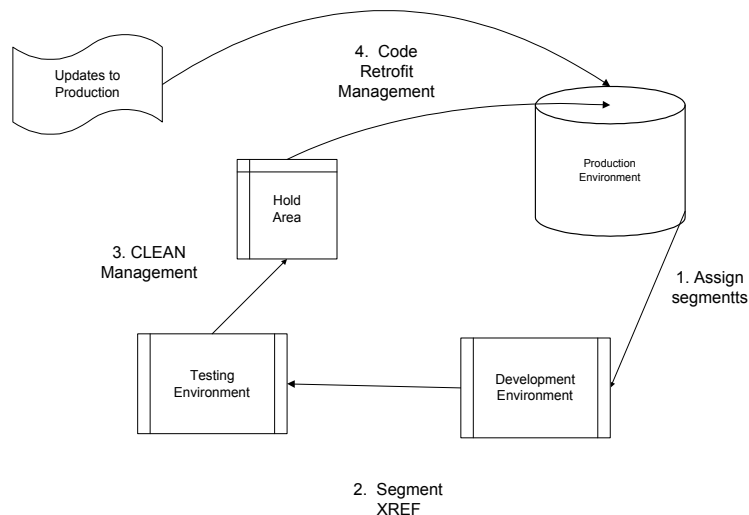 4. Code
Retrofit
Management
Updates to
Production
Production
Environment
Hold
Area
3. CLEAN
Management
1. Assign
segmentts
Testing
Environment
Development
Environment
2. Segment
XREF